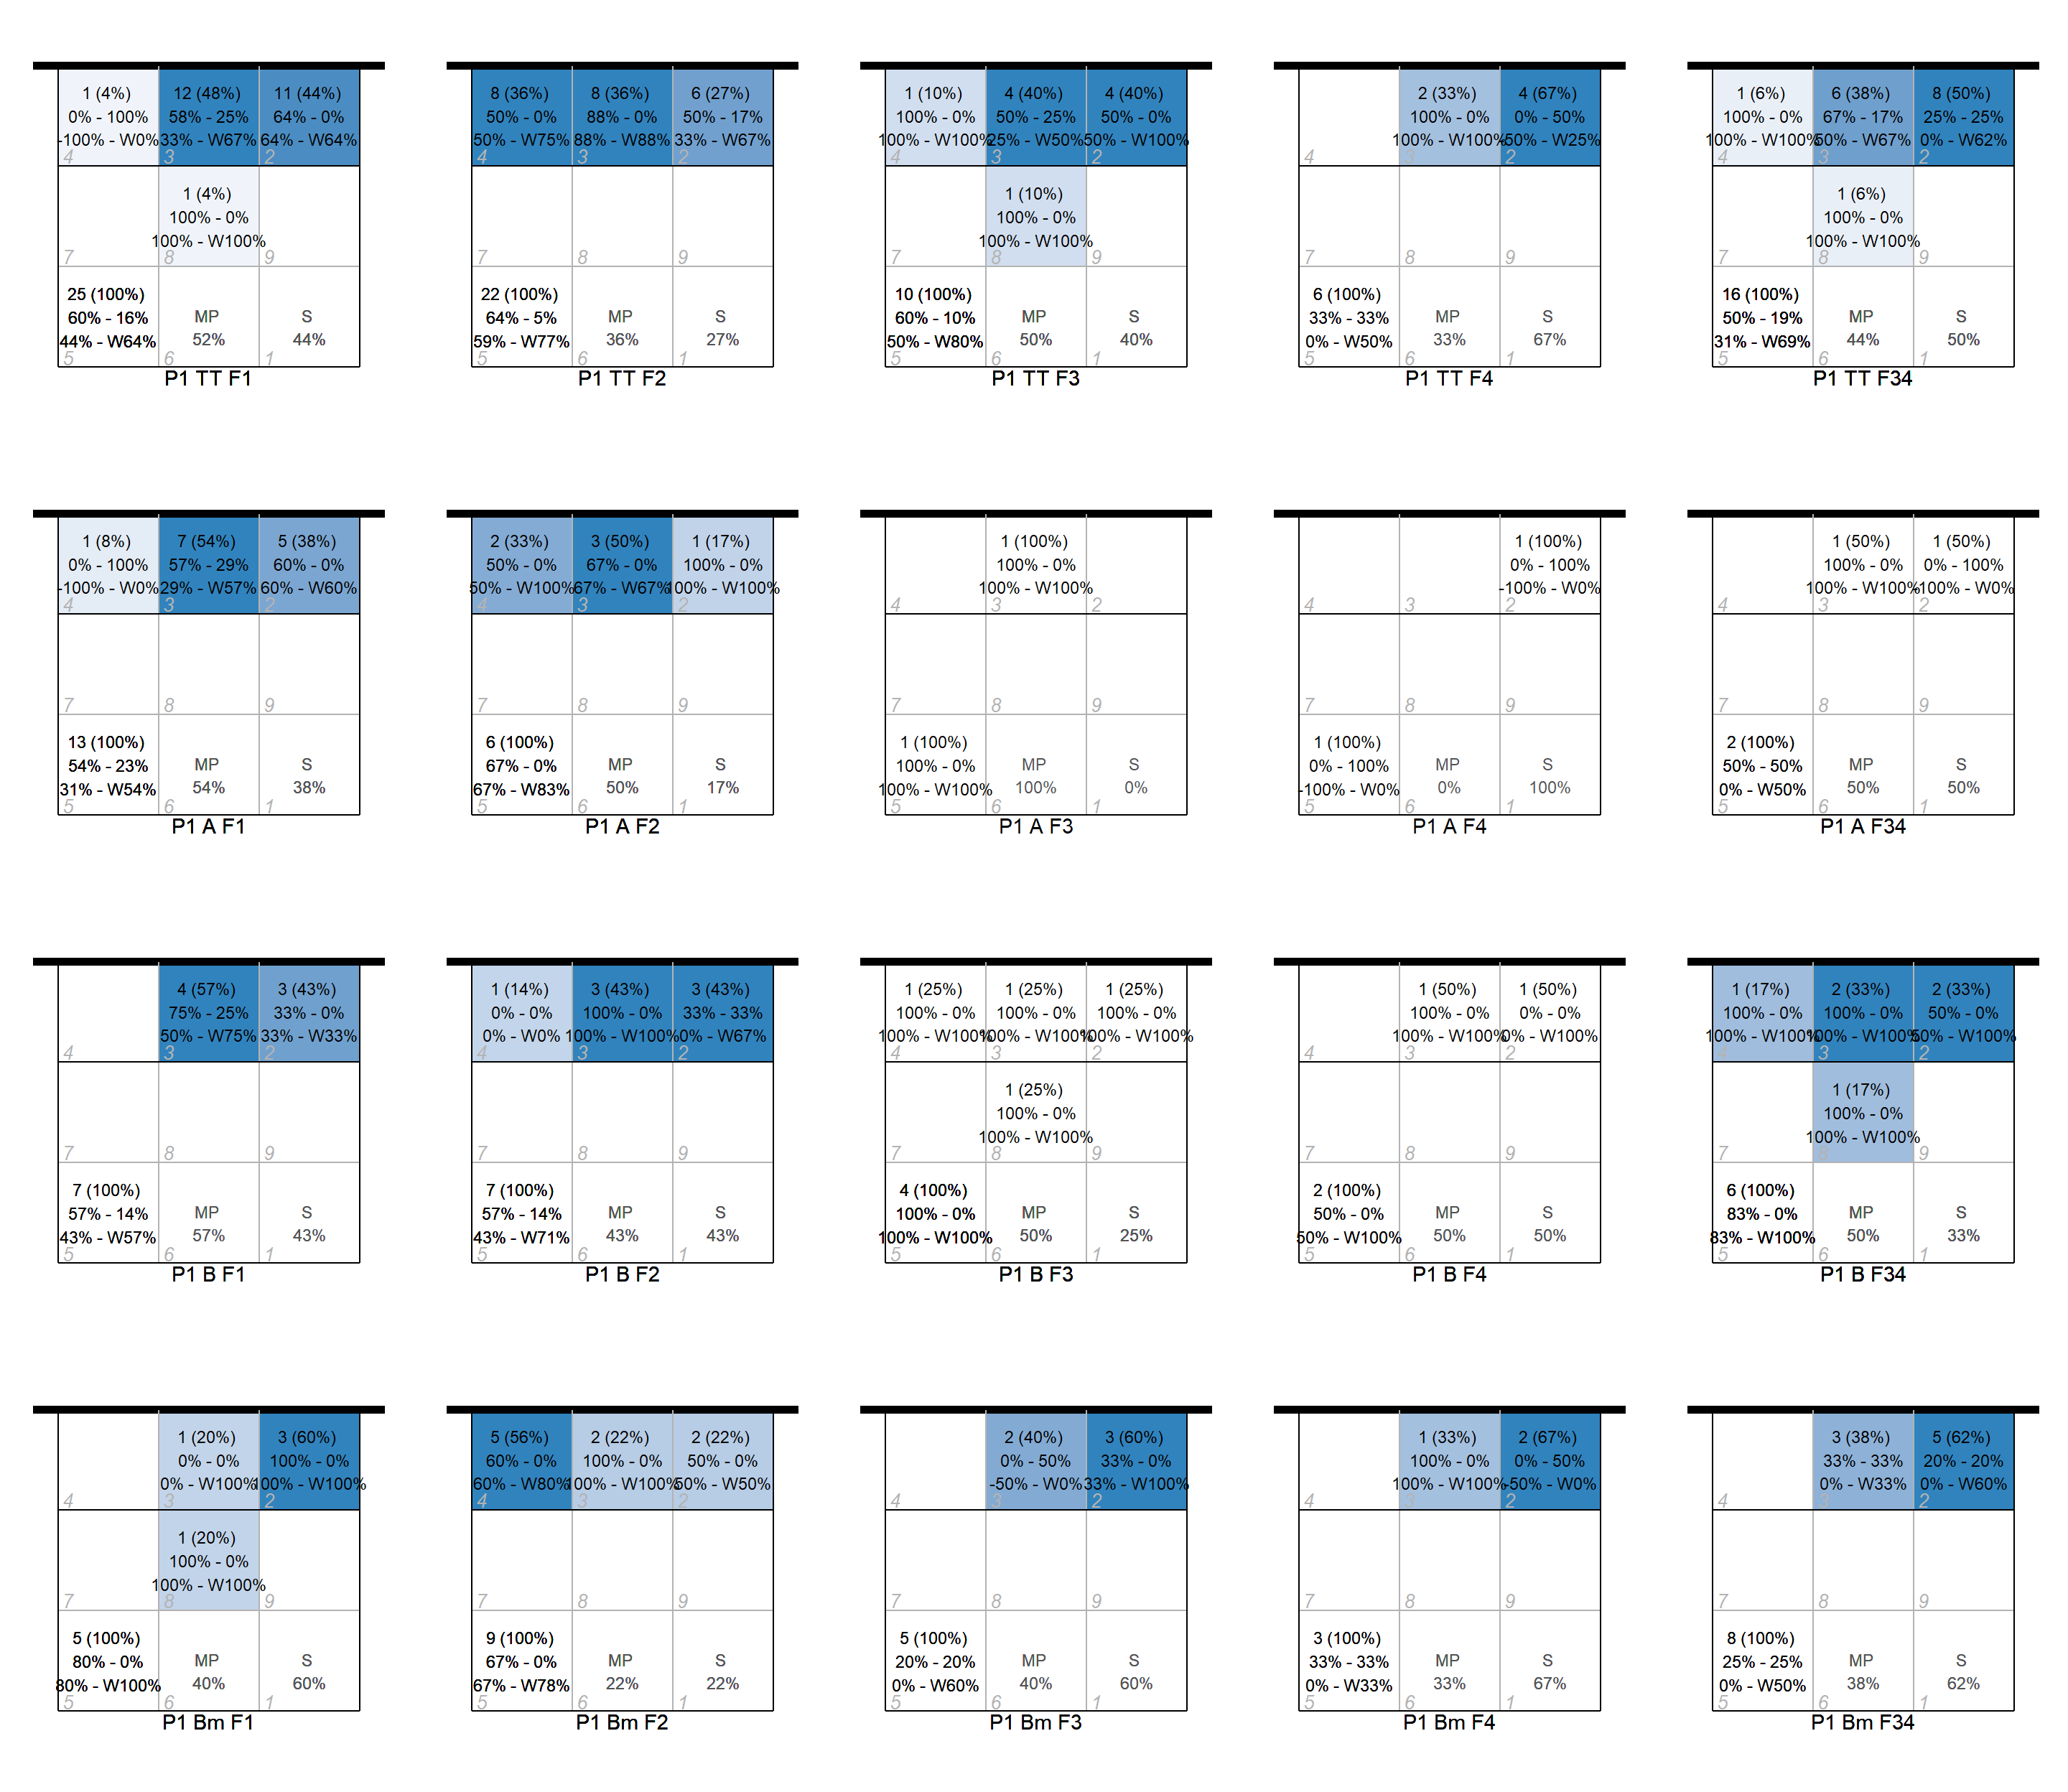 1 (4%)
0% - 100%
-100% - W0%
4
12 (48%)
58% - 25%
33% - W67%
3
11 (44%)
64% - 0%
64% - W64%
2
7
1 (4%)
100% - 0%
100% - W100%
8
9
25 (100%)
60% - 16%
44% - W64%
5
MP
52%
6
S
44%
1
P1 TT F1
8 (36%)
50% - 0%
50% - W75%
4
8 (36%)
88% - 0%
88% - W88%
3
6 (27%)
50% - 17%
33% - W67%
2
7
8
9
22 (100%)
64% - 5%
59% - W77%
5
MP
36%
6
S
27%
1
P1 TT F2
1 (10%)
100% - 0%
100% - W100%
4
4 (40%)
50% - 25%
25% - W50%
3
4 (40%)
50% - 0%
50% - W100%
2
7
1 (10%)
100% - 0%
100% - W100%
8
9
10 (100%)
60% - 10%
50% - W80%
5
MP
50%
6
S
40%
1
P1 TT F3
4
2 (33%)
100% - 0%
100% - W100%
3
4 (67%)
0% - 50%
-50% - W25%
2
7
8
9
6 (100%)
33% - 33%
0% - W50%
5
MP
33%
6
S
67%
1
P1 TT F4
1 (6%)
100% - 0%
100% - W100%
4
6 (38%)
67% - 17%
50% - W67%
3
8 (50%)
25% - 25%
0% - W62%
2
7
1 (6%)
100% - 0%
100% - W100%
8
9
16 (100%)
50% - 19%
31% - W69%
5
MP
44%
6
S
50%
1
P1 TT F34
1 (8%)
0% - 100%
-100% - W0%
4
7 (54%)
57% - 29%
29% - W57%
3
5 (38%)
60% - 0%
60% - W60%
2
7
8
9
13 (100%)
54% - 23%
31% - W54%
5
MP
54%
6
S
38%
1
P1 A F1
2 (33%)
50% - 0%
50% - W100%
4
3 (50%)
67% - 0%
67% - W67%
3
1 (17%)
100% - 0%
100% - W100%
2
7
8
9
6 (100%)
67% - 0%
67% - W83%
5
MP
50%
6
S
17%
1
P1 A F2
4
1 (100%)
100% - 0%
100% - W100%
3
2
7
8
9
1 (100%)
100% - 0%
100% - W100%
5
MP
100%
6
S
0%
1
P1 A F3
4
3
1 (100%)
0% - 100%
-100% - W0%
2
7
8
9
1 (100%)
0% - 100%
-100% - W0%
5
MP
0%
6
S
100%
1
P1 A F4
4
1 (50%)
100% - 0%
100% - W100%
3
1 (50%)
0% - 100%
-100% - W0%
2
7
8
9
2 (100%)
50% - 50%
0% - W50%
5
MP
50%
6
S
50%
1
P1 A F34
4
4 (57%)
75% - 25%
50% - W75%
3
3 (43%)
33% - 0%
33% - W33%
2
7
8
9
7 (100%)
57% - 14%
43% - W57%
5
MP
57%
6
S
43%
1
P1 B F1
1 (14%)
0% - 0%
0% - W0%
4
3 (43%)
100% - 0%
100% - W100%
3
3 (43%)
33% - 33%
0% - W67%
2
7
8
9
7 (100%)
57% - 14%
43% - W71%
5
MP
43%
6
S
43%
1
P1 B F2
1 (25%)
100% - 0%
100% - W100%
4
1 (25%)
100% - 0%
100% - W100%
3
1 (25%)
100% - 0%
100% - W100%
2
7
1 (25%)
100% - 0%
100% - W100%
8
9
4 (100%)
100% - 0%
100% - W100%
5
MP
50%
6
S
25%
1
P1 B F3
4
1 (50%)
100% - 0%
100% - W100%
3
1 (50%)
0% - 0%
0% - W100%
2
7
8
9
2 (100%)
50% - 0%
50% - W100%
5
MP
50%
6
S
50%
1
P1 B F4
1 (17%)
100% - 0%
100% - W100%
4
2 (33%)
100% - 0%
100% - W100%
3
2 (33%)
50% - 0%
50% - W100%
2
7
1 (17%)
100% - 0%
100% - W100%
8
9
6 (100%)
83% - 0%
83% - W100%
5
MP
50%
6
S
33%
1
P1 B F34
4
1 (20%)
0% - 0%
0% - W100%
3
3 (60%)
100% - 0%
100% - W100%
2
7
1 (20%)
100% - 0%
100% - W100%
8
9
5 (100%)
80% - 0%
80% - W100%
5
MP
40%
6
S
60%
1
P1 Bm F1
5 (56%)
60% - 0%
60% - W80%
4
2 (22%)
100% - 0%
100% - W100%
3
2 (22%)
50% - 0%
50% - W50%
2
7
8
9
9 (100%)
67% - 0%
67% - W78%
5
MP
22%
6
S
22%
1
P1 Bm F2
4
2 (40%)
0% - 50%
-50% - W0%
3
3 (60%)
33% - 0%
33% - W100%
2
7
8
9
5 (100%)
20% - 20%
0% - W60%
5
MP
40%
6
S
60%
1
P1 Bm F3
4
1 (33%)
100% - 0%
100% - W100%
3
2 (67%)
0% - 50%
-50% - W0%
2
7
8
9
3 (100%)
33% - 33%
0% - W33%
5
MP
33%
6
S
67%
1
P1 Bm F4
4
3 (38%)
33% - 33%
0% - W33%
3
5 (62%)
20% - 20%
0% - W60%
2
7
8
9
8 (100%)
25% - 25%
0% - W50%
5
MP
38%
6
S
62%
1
P1 Bm F34